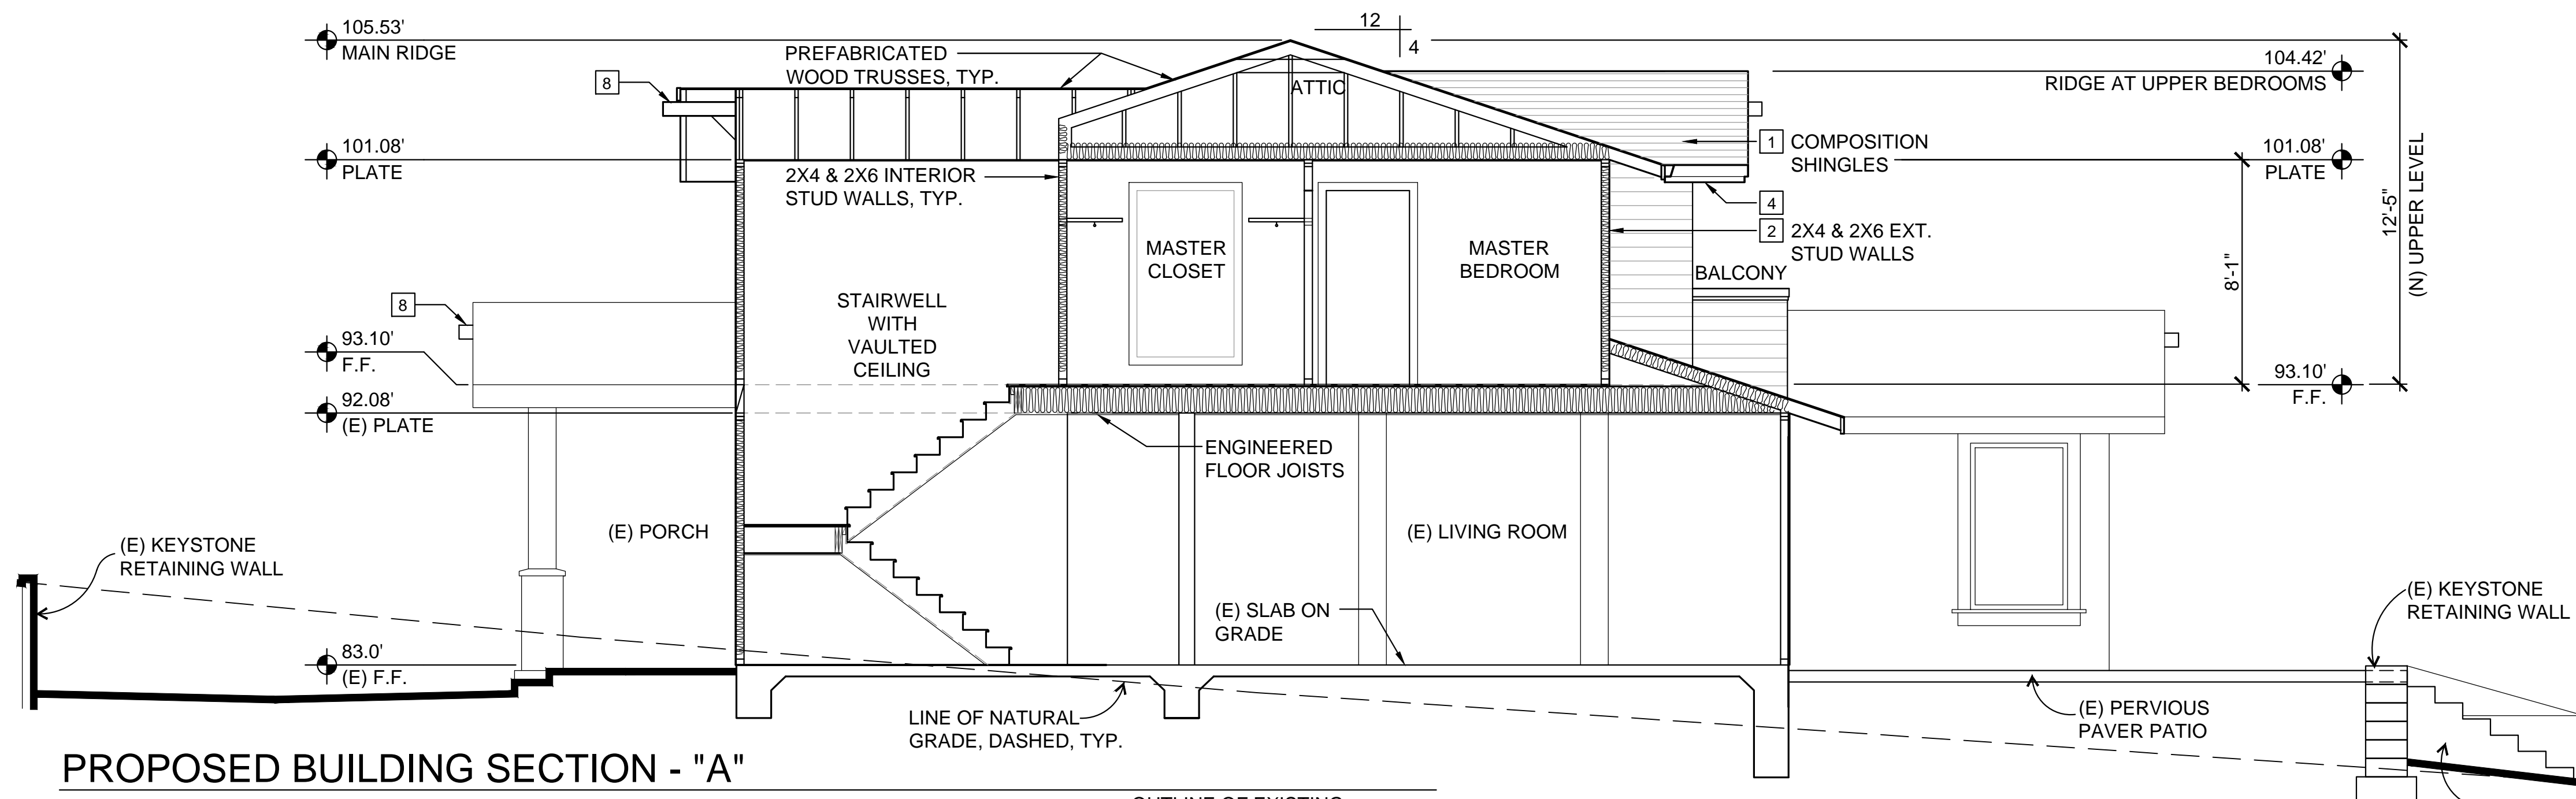 105.53'
MAIN RIDGE
8
PREFABRICATED
WOOD TRUSSES, TYP.
12
4
ATTIC
104.42'
RIDGE AT UPPER BEDROOMS
101.08'
PLATE
2X4 & 2X6 INTERIOR
STUD WALLS, TYP.
1 COMPOSITION
SHINGLES
101.08'
PLATE
4
2 2X4 & 2X6 EXT.
STUD WALLS
12'-5"
(N) UPPER LEVEL
8'-1"
MASTER
CLOSET
MASTER
BEDROOM
BALCONY
8
STAIRWELL
WITH
VAULTED
CEILING
93.10'
F.F.
93.10'
F.F.
92.08'
(E) PLATE
ENGINEERED
FLOOR JOISTS
(E) KEYSTONE
RETAINING WALL
(E) PORCH
(E) LIVING ROOM
(E) SLAB ON
GRADE
(E) KEYSTONE
RETAINING WALL
83.0'
(E) F.F.
LINE OF NATURAL
GRADE, DASHED, TYP.
(E) PERVIOUS
PAVER PATIO
PROPOSED BUILDING SECTION - "A"
OUTLINE OF EXISTING